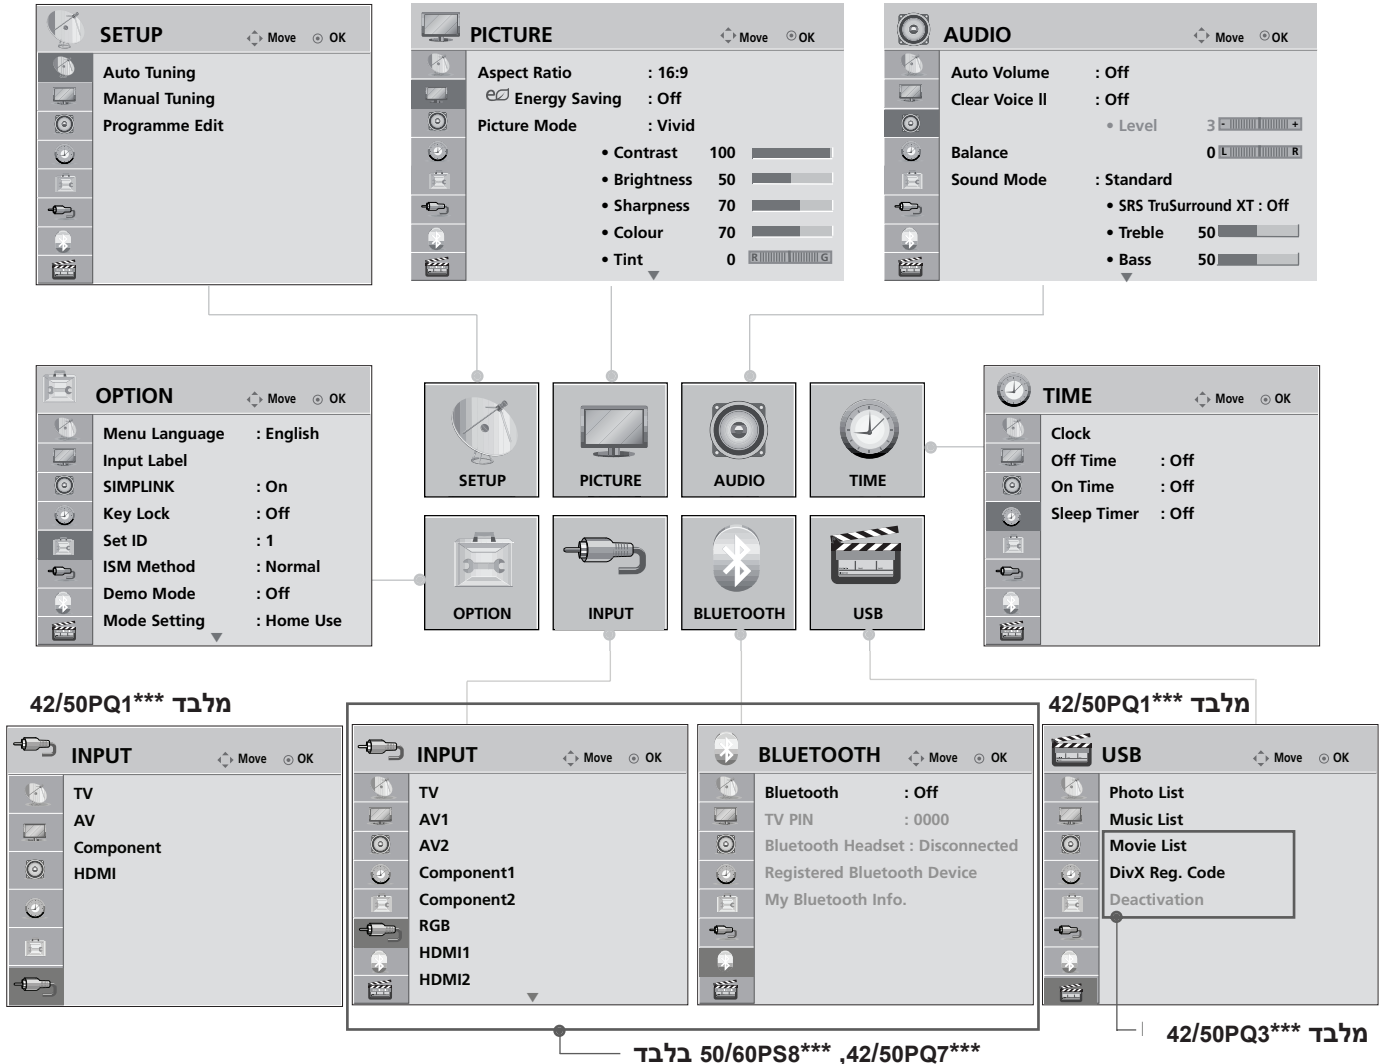 SETUP Move OK
Auto Tuning
Manual Tuning
Programme Edit
PICTURE Move OK
Aspect Ratio : 16:9
Energy Saving : Off
Picture Mode : Vivid
• Contrast 100
• Brightness 50
• Sharpness 70
• Colour 70
• Tint 0 R G
AUDIO Move OK
Auto Volume : Off
Clear Voice II : Off
• Level 3 - +
Balance 0 L R
Sound Mode : Standard
• SRS TruSurround XT : Off
• Treble 50
• Bass 50
OPTION Move OK
Menu Language : English
Input Label
SIMPLINK : On
Key Lock : Off
Set ID : 1
ISM Method : Normal
Demo Mode : Off
Mode Setting : Home Use
SETUP
PICTURE
AUDIO
TIME
OPTION
INPUT
BLUETOOTH
USB
TIME Move OK
Clock
Off Time : Off
On Time : Off
Sleep Timer : Off
מלבד 42/50PQ1***
INPUT Move OK
TV
AV
Component
HDMI
INPUT Move OK
TV
AV1
AV2
Component1
Component2
RGB
HDMI1
HDMI2
BLUETOOTH Move OK
Bluetooth : Off
TV PIN : 0000
Bluetooth Headset : Disconnected
Registered Bluetooth Device
My Bluetooth Info.
מלבד 42/50PQ1***
USB Move OK
Photo List
Music List
Movie List
DivX Reg. Code
Deactivation
מלבד 42/50PQ3***
42/50PQ7***, 50/60PS8*** בלבד